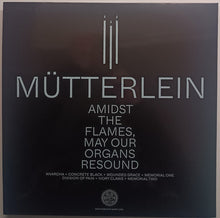 MÜTTERLEIN
AMIDST
THE
FLAMES,
MAY OUR
ORGANS
RESOUND
ANARCHA • CONCRETE BLACK • WOUNDED GRACE • MEMORIAL ONE
DIVISION OF PAIN • IVORY CLAWS • MEMORIAL TWO